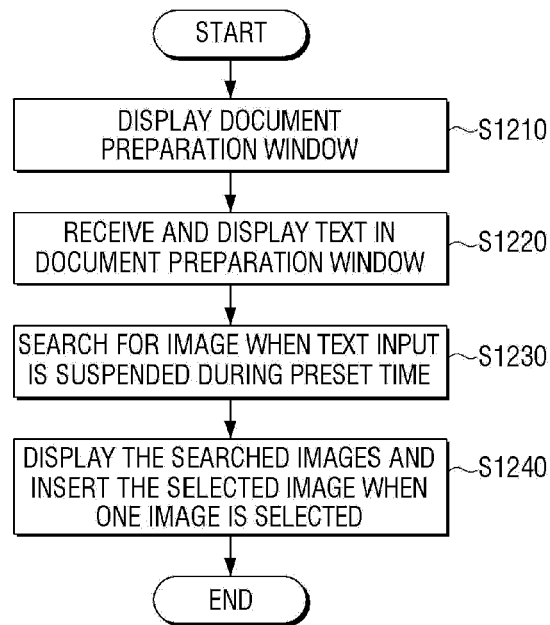 START
DISPLAY DOCUMENT
PREPARATION WINDOW
S1210
RECEIVE AND DISPLAY TEXT IN
DOCUMENT PREPARATION WINDOW
S1220
SEARCH FOR IMAGE WHEN TEXT INPUT
IS SUSPENDED DURING PRESET TIME
S1230
DISPLAY THE SEARCHED IMAGES AND
INSERT THE SELECTED IMAGE WHEN
ONE IMAGE IS SELECTED
S1240
END